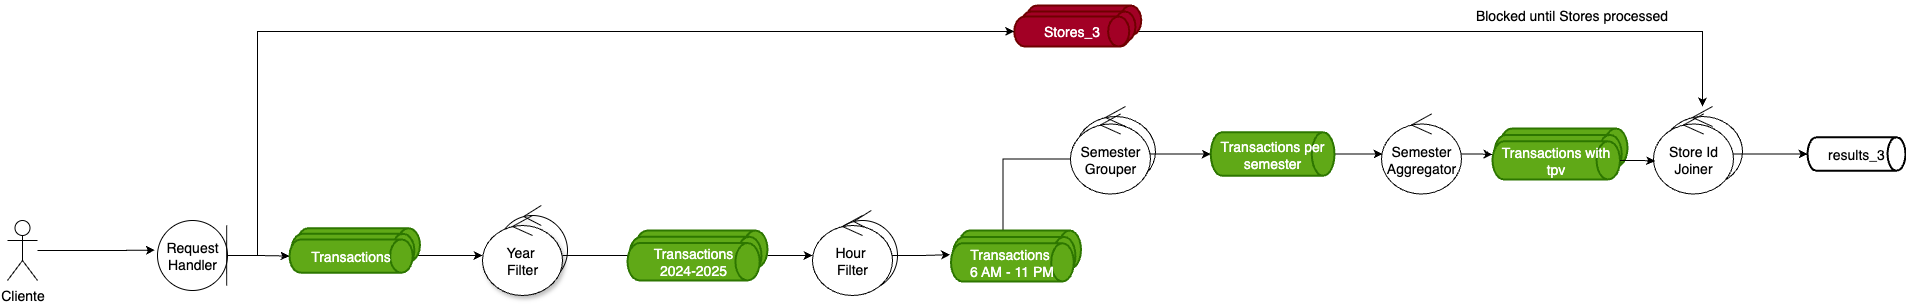 Blocked until Stores processed
Stores_3
Semester
Grouper
Transactions per
semester
Semester
Aggregator
Transactions with
tpv
Store Id
Joiner
results_3
Cliente
Request
Handler
Transactions
Year
Filter
Transactions
2024-2025
Hour
Filter
Transactions
6 AM - 11 PM